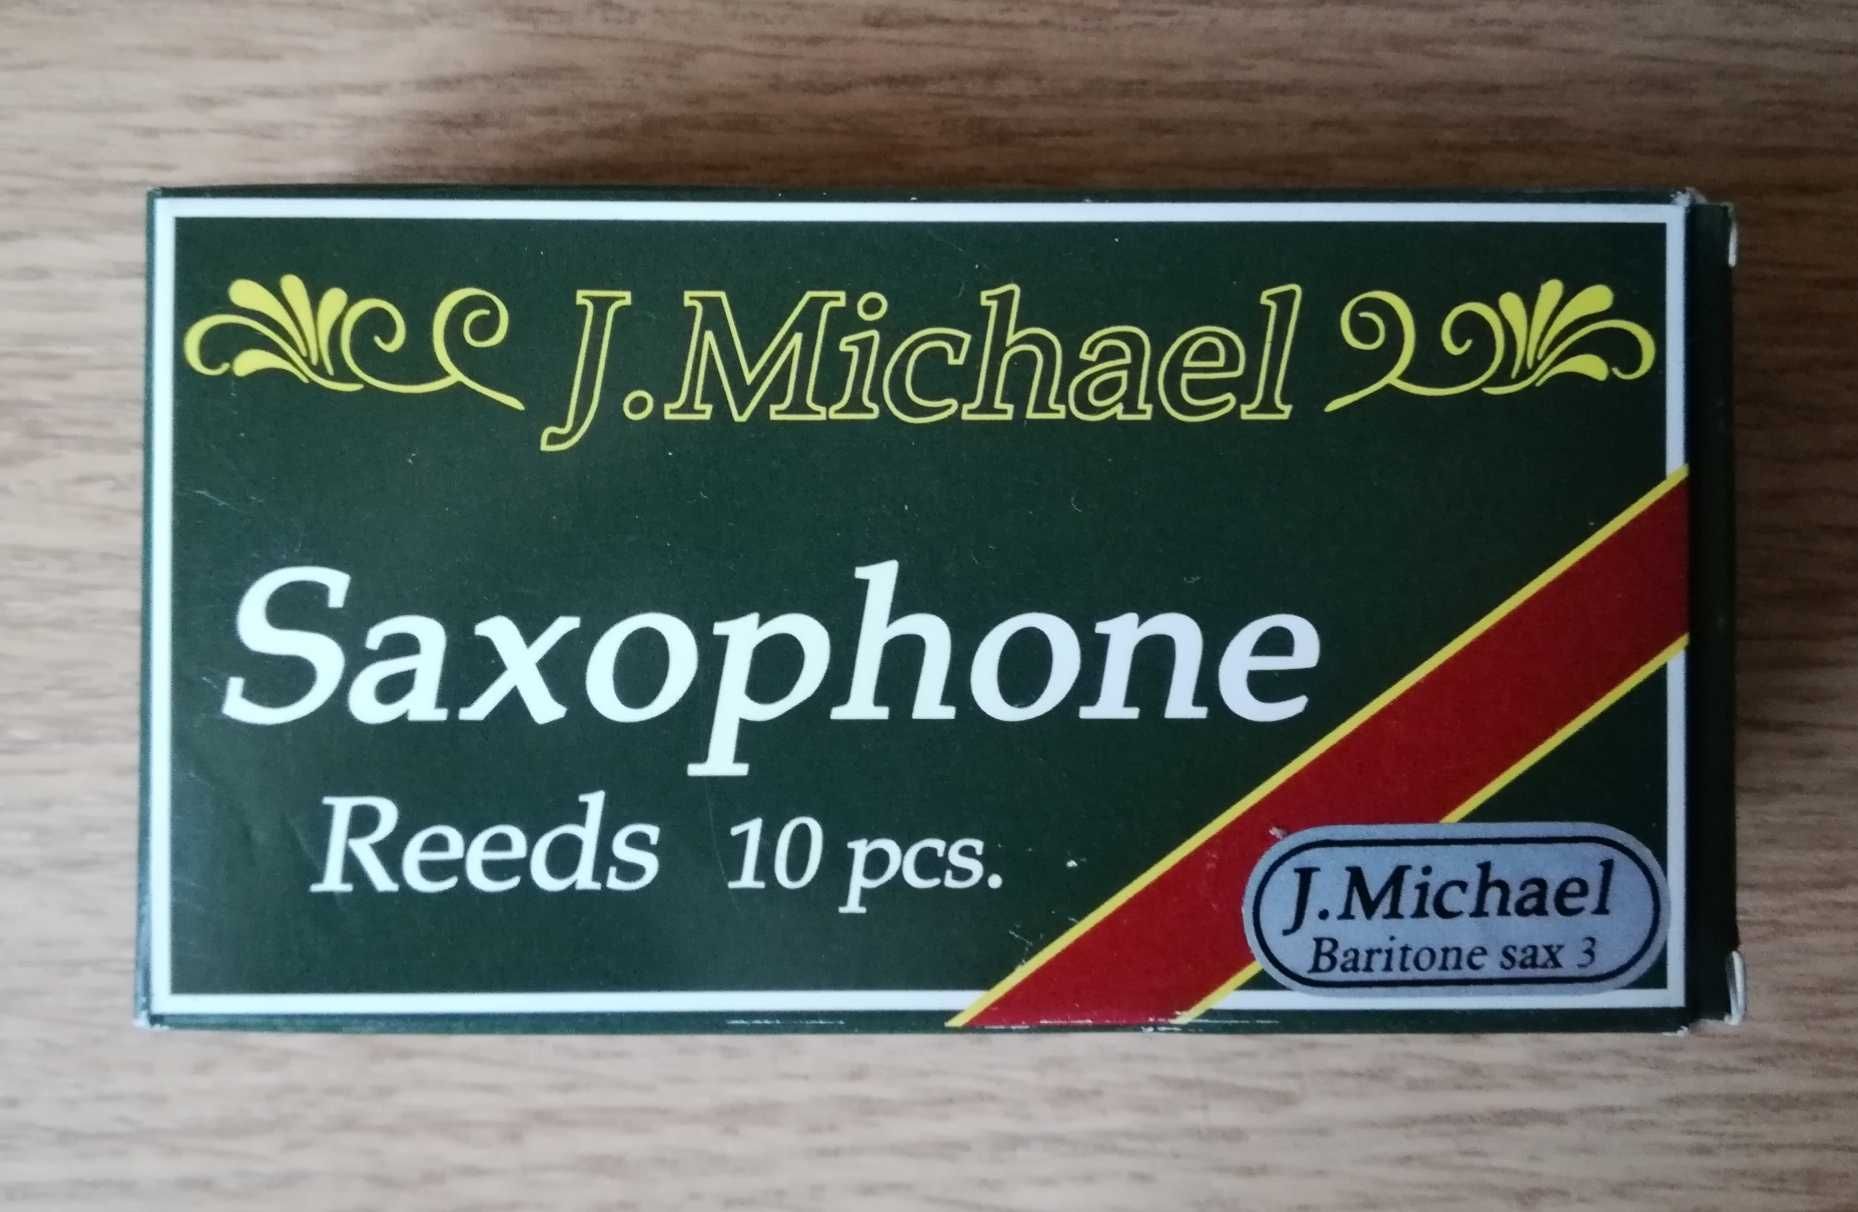 J.Michael
Saxophone
Reeds 10 pcs.
J.Michael
Baritone sax 3